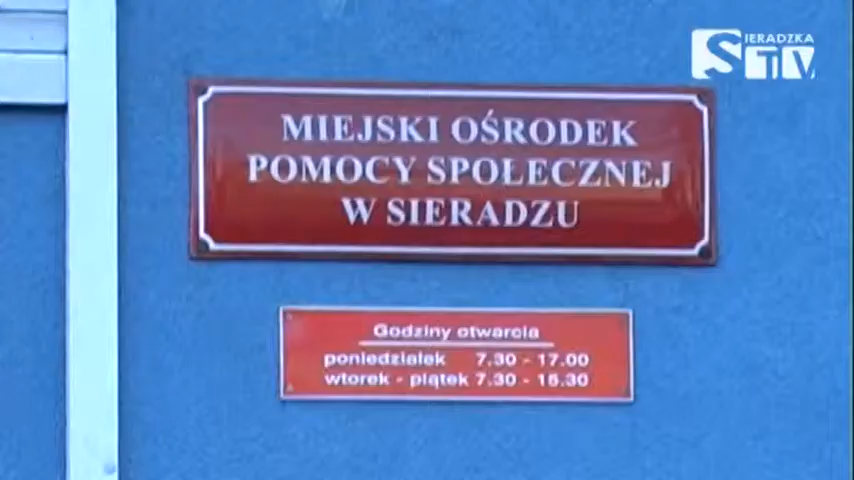 SIERADZKA
STV
MIEJSKI OŚRODEK
POMOCY SPOŁECZNEJ
W SIERADZU
Godziny otwarcia
poniedziałek 7.30 - 17.00
wtorek - piątek 7.30 - 15.30